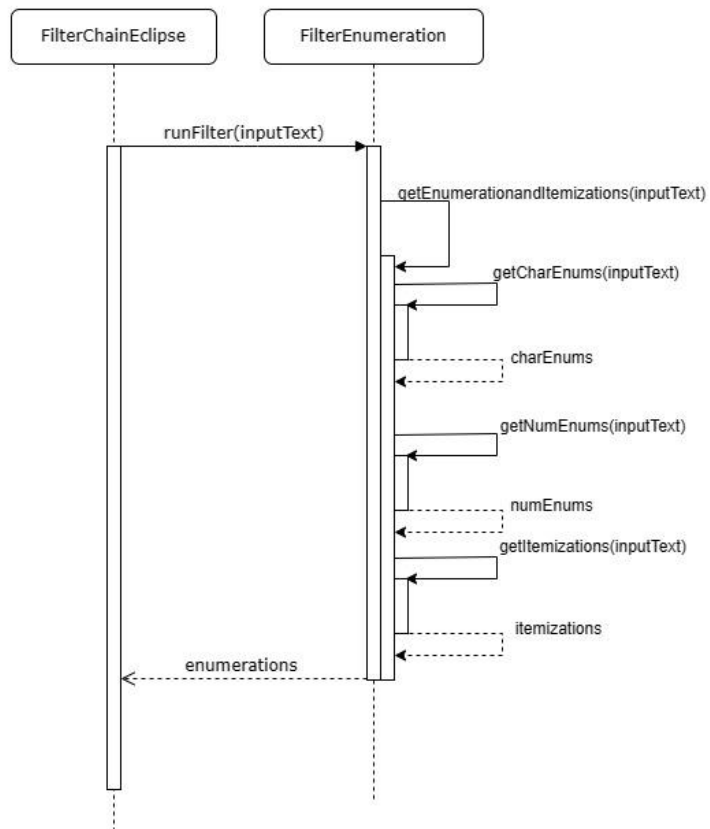 FilterChainEclipse
FilterEnumeration
runFilter(inputText)
getEnumerationandItemizations(inputText)
getCharEnums(inputText)
charEnums
getNumEnums(inputText)
numEnums
getItemizations(inputText)
itemizations
enumerations